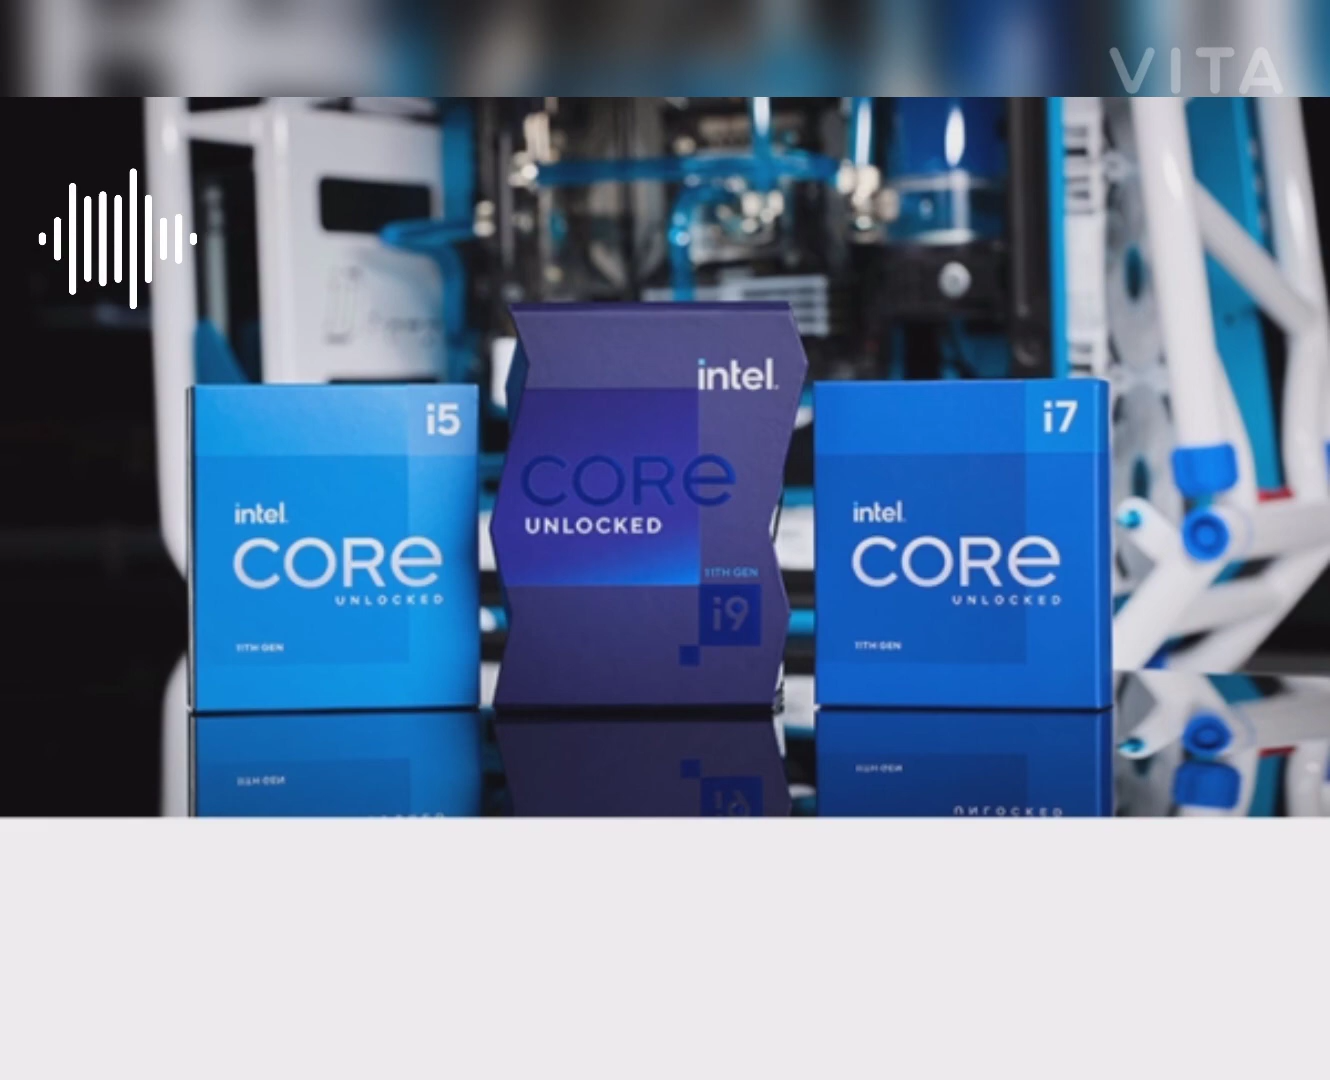 VITA
i5
intel.
CORE
UNLOCKED
11TH GEN
intel.
CORE
UNLOCKED
11TH GEN
i9
i7
intel.
CORE
UNLOCKED
11TH GEN